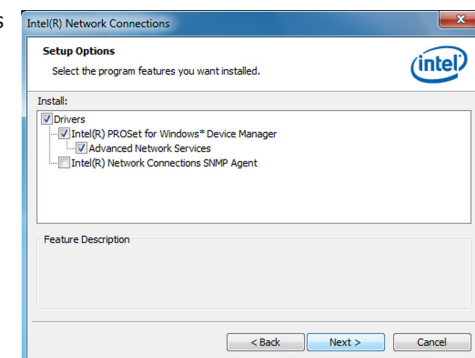 s
Intel(R) Network Connections
Setup Options
Select the program features you want installed.
intel
Install:
Drivers
Intel(R) PROSet for Windows* Device Manager
Advanced Network Services
Intel(R) Network Connections SNMP Agent
Feature Description
< Back Next > Cancel